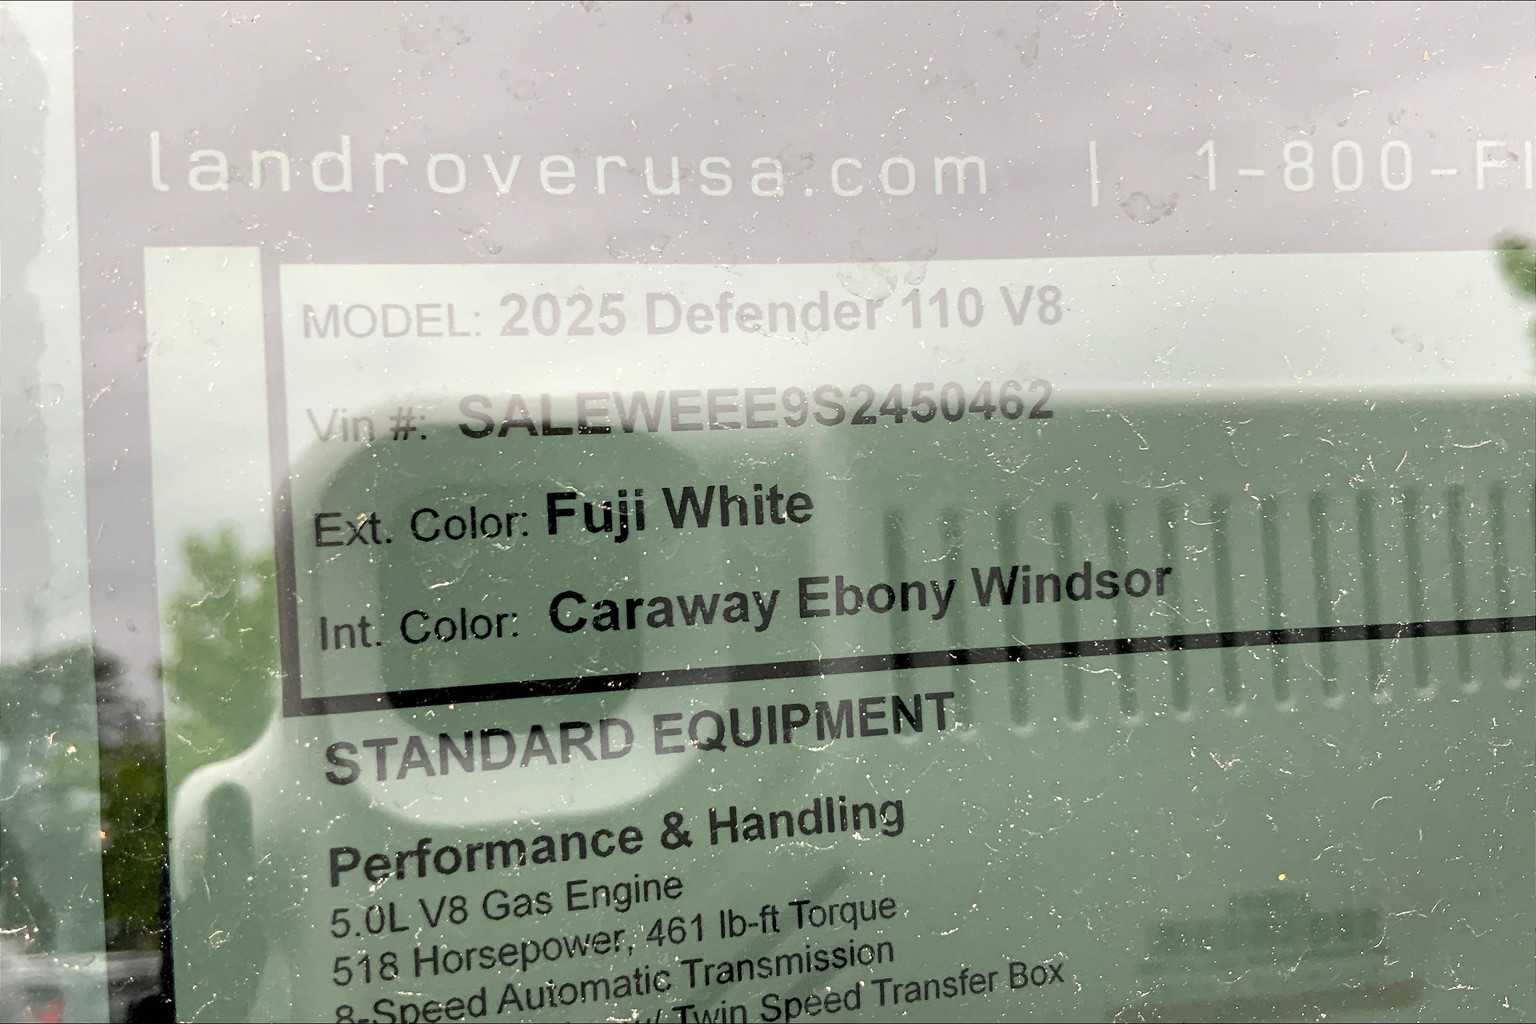 landroverusa.com | 1-800-
MODEL: 2025 Defender 110 V8
Vin #: SALEWEEE9S2450462
Ext. Color: Fuji White
Int. Color: Caraway Ebony Windsor
STANDARD EQUIPMENT
Performance & Handling
5.0L V8 Gas Engine
518 Horsepower, 461 lb-ft Torque
8-Speed Automatic Transmission
w/ Twin Speed Transfer Box